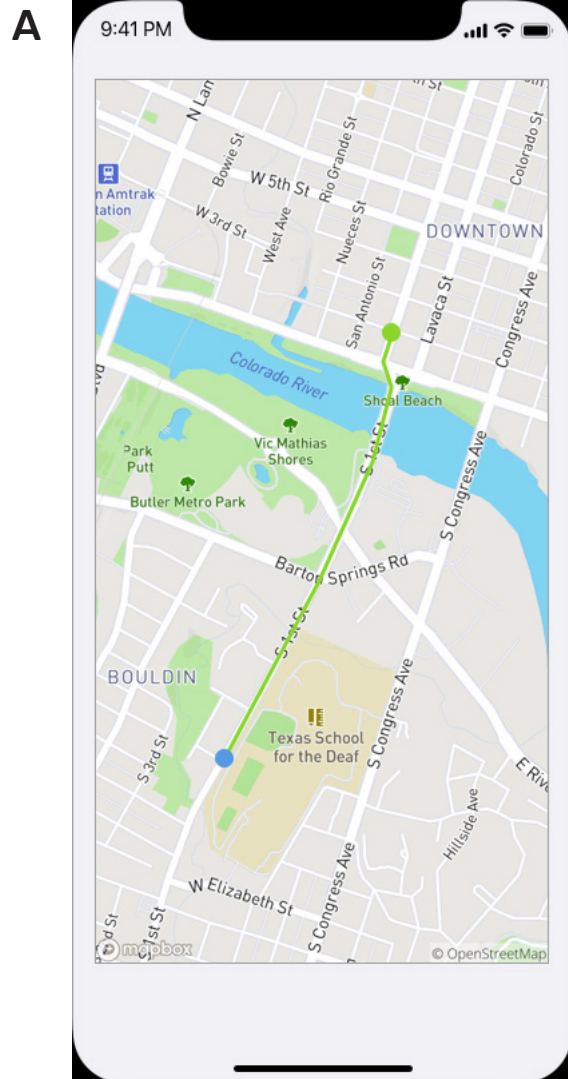 A
9:41 PM
N Lam
Bowie St
W 5th St
Rio Grande St
Colorado St
n Amtrak
tation
W 3rd St
West Ave
Nueces St
DOWNTOWN
San Antonio St
Lavaca St
Congress Ave
Colorado River
Shoal Beach
Vic Mathias
Shores
S 1st St
Park
Putt
Butler Metro Park
S Congress Ave
Barton Springs Rd
S 1st St
BOULDIN
Texas School
for the Deaf
S Congress Ave
S 3rd St
E Riv
Hillside Ave
W Elizabeth St
S Congress Ave
S 1st St
d St
mapbox
© OpenStreetMap